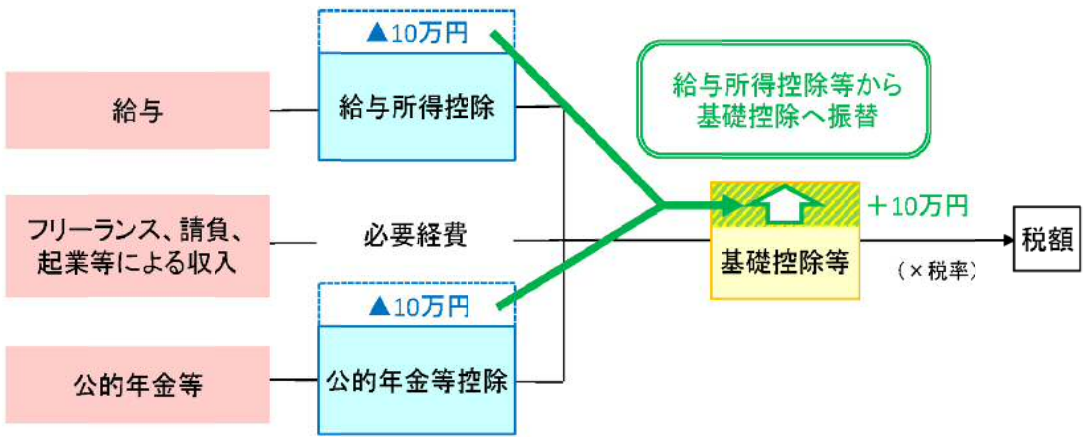 ▲10万円
給与
給与所得控除
給与所得控除等から
基礎控除へ振替
フリーランス、請負、
起業等による収入
必要経費
+10万円
基礎控除等
(×税率)
税額
▲10万円
公的年金等
公的年金等控除